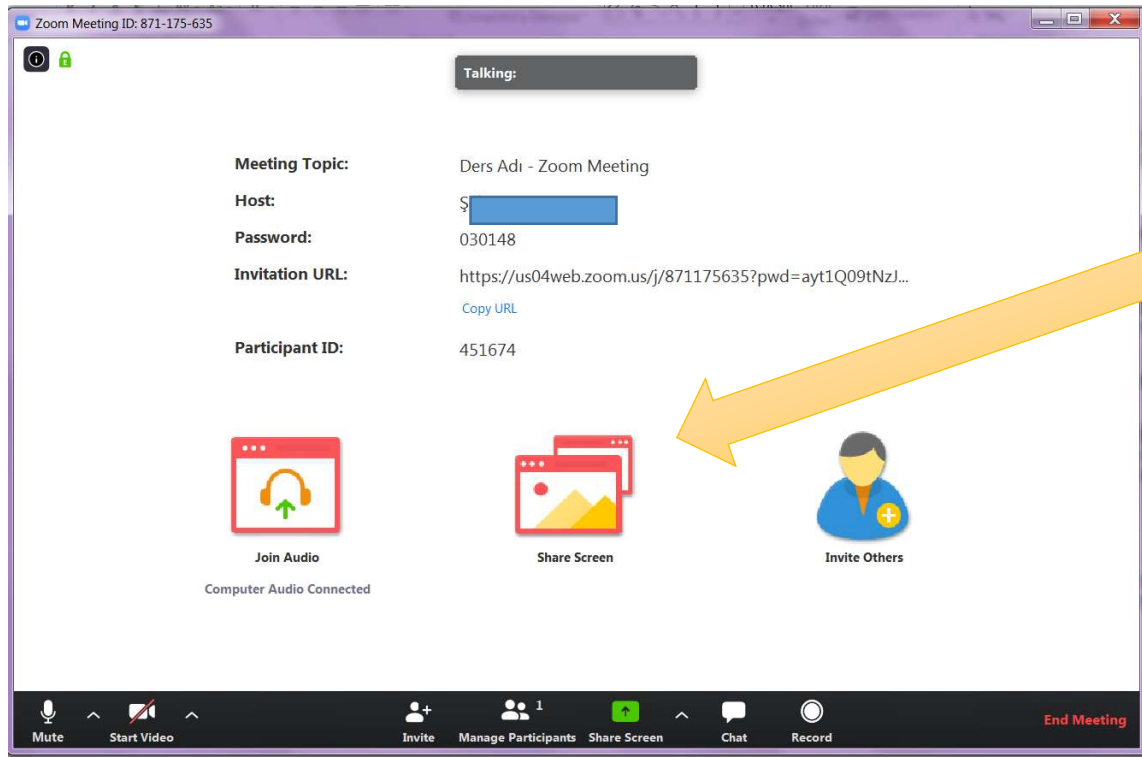 Zoom Meeting ID: 871-175-635
Talking:
Meeting Topic: Ders Adı - Zoom Meeting
Host: Ş
Password: 030148
Invitation URL: https://us04web.zoom.us/j/871175635?pwd=ayt1Q09tNzJ...
Copy URL
Participant ID: 451674
Join Audio Share Screen Invite Others
Computer Audio Connected
1
Mute Start Video Invite Manage Participants Share Screen Chat Record End Meeting